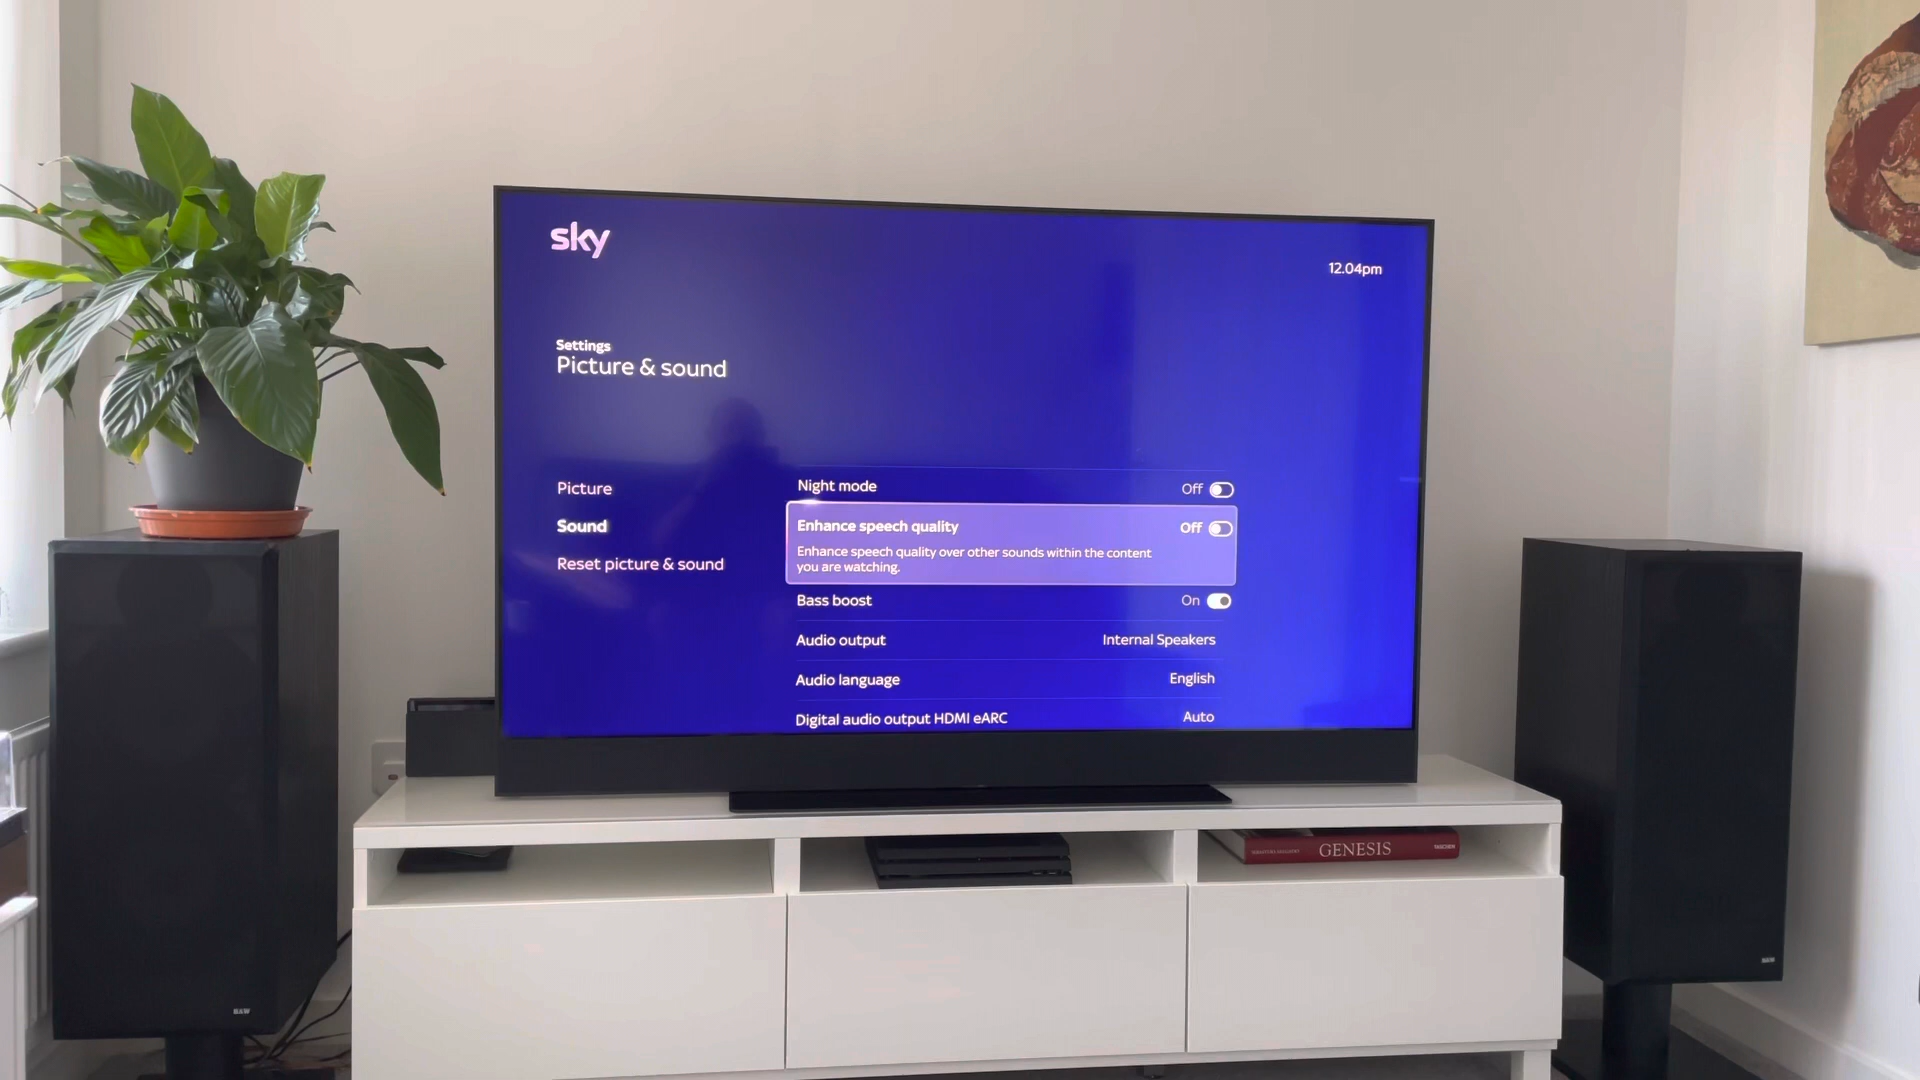 sky
12.04pm
Settings
Picture & sound
Picture
Sound
Reset picture & sound
Night mode Off
Enhance speech quality Off
Enhance speech quality over other sounds within the content
you are watching.
Bass boost On
Audio output Internal Speakers
Audio language English
Digital audio output HDMI eARC Auto
GENESIS
TASCHEN
B&W
B&W